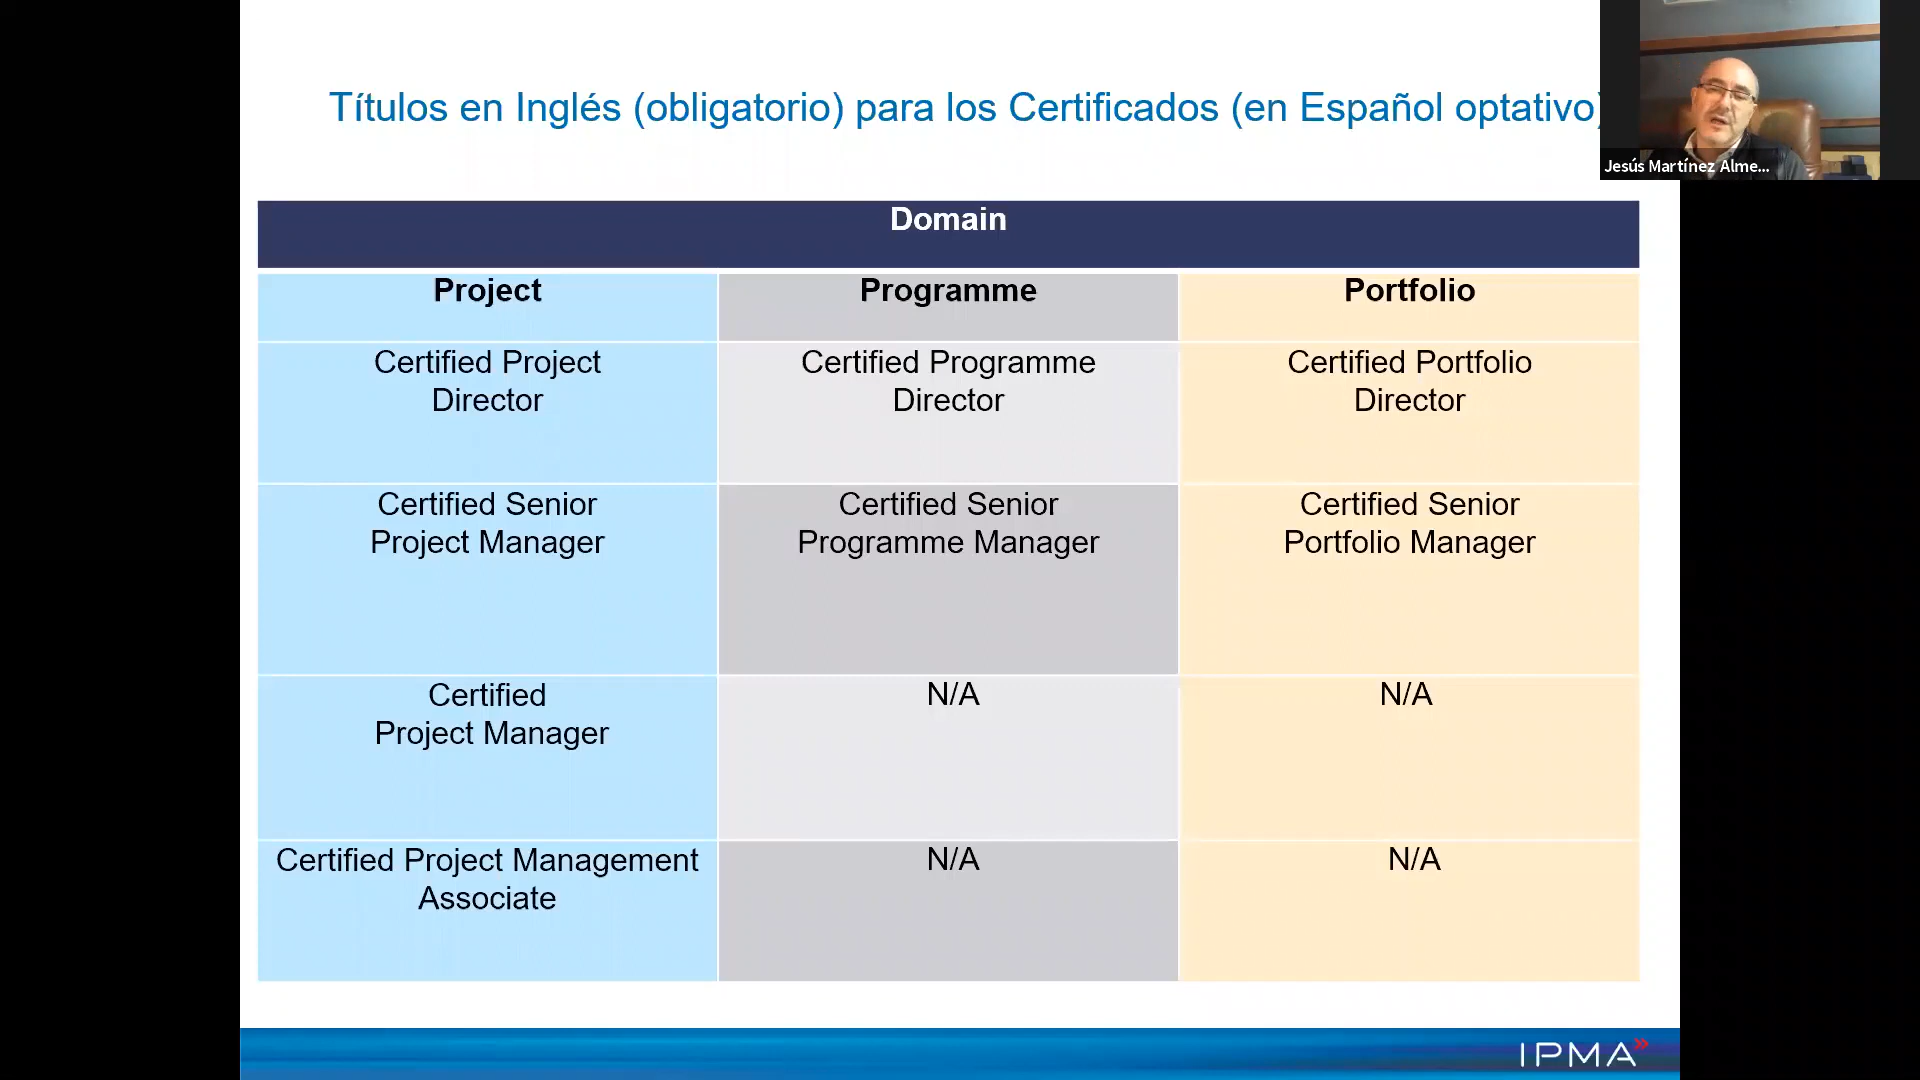 Títulos en Inglés (obligatorio) para los Certificados (en Español optativo)
Jesús Martínez Alme...
Domain
Project Programme Portfolio
Certified Project Certified Programme Certified Portfolio
Director Director Director
Certified Senior Certified Senior Certified Senior
Project Manager Programme Manager Portfolio Manager
Certified N/A N/A
Project Manager
Certified Project Management N/A N/A
Associate
IPMA